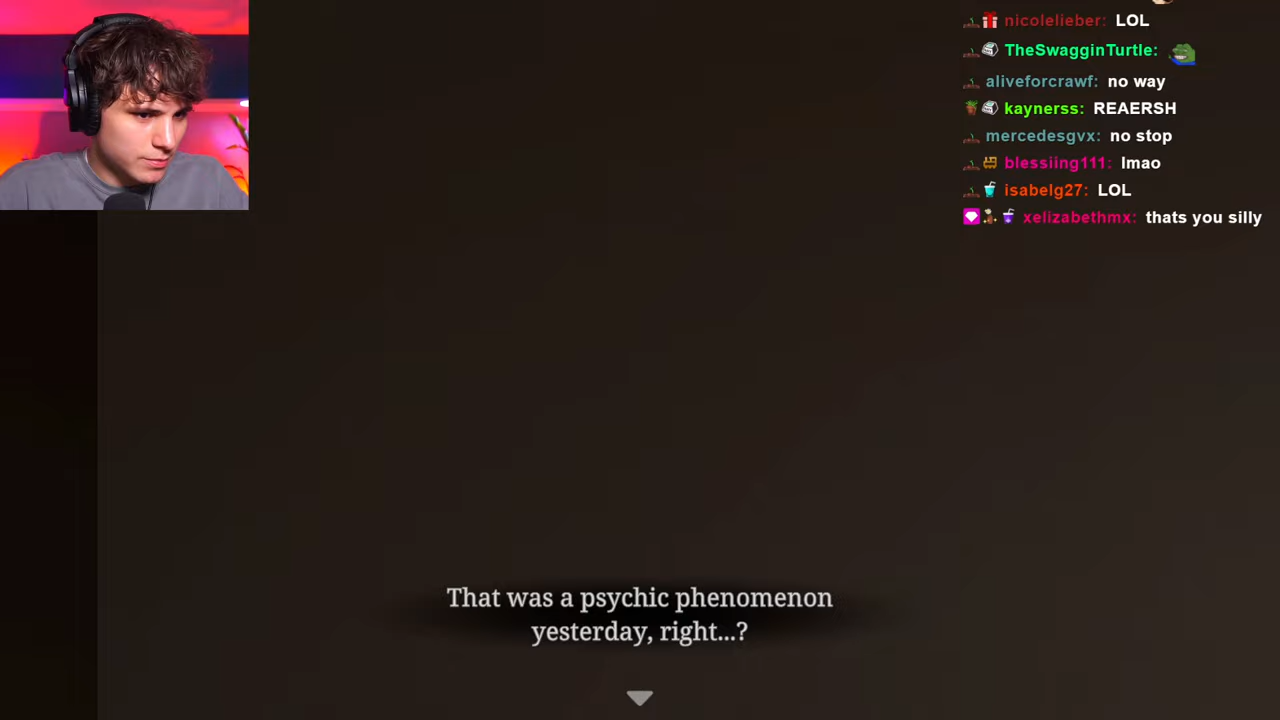 nicolelieber: LOL
TheSwagginTurtle:
aliveforcrawf: no way
kaynerss: REAERSH
mercedesgvx: no stop
blessiing111: lmao
isabelg27: LOL
xelizabethmx: thats you silly
That was a psychic phenomenon
yesterday, right...?